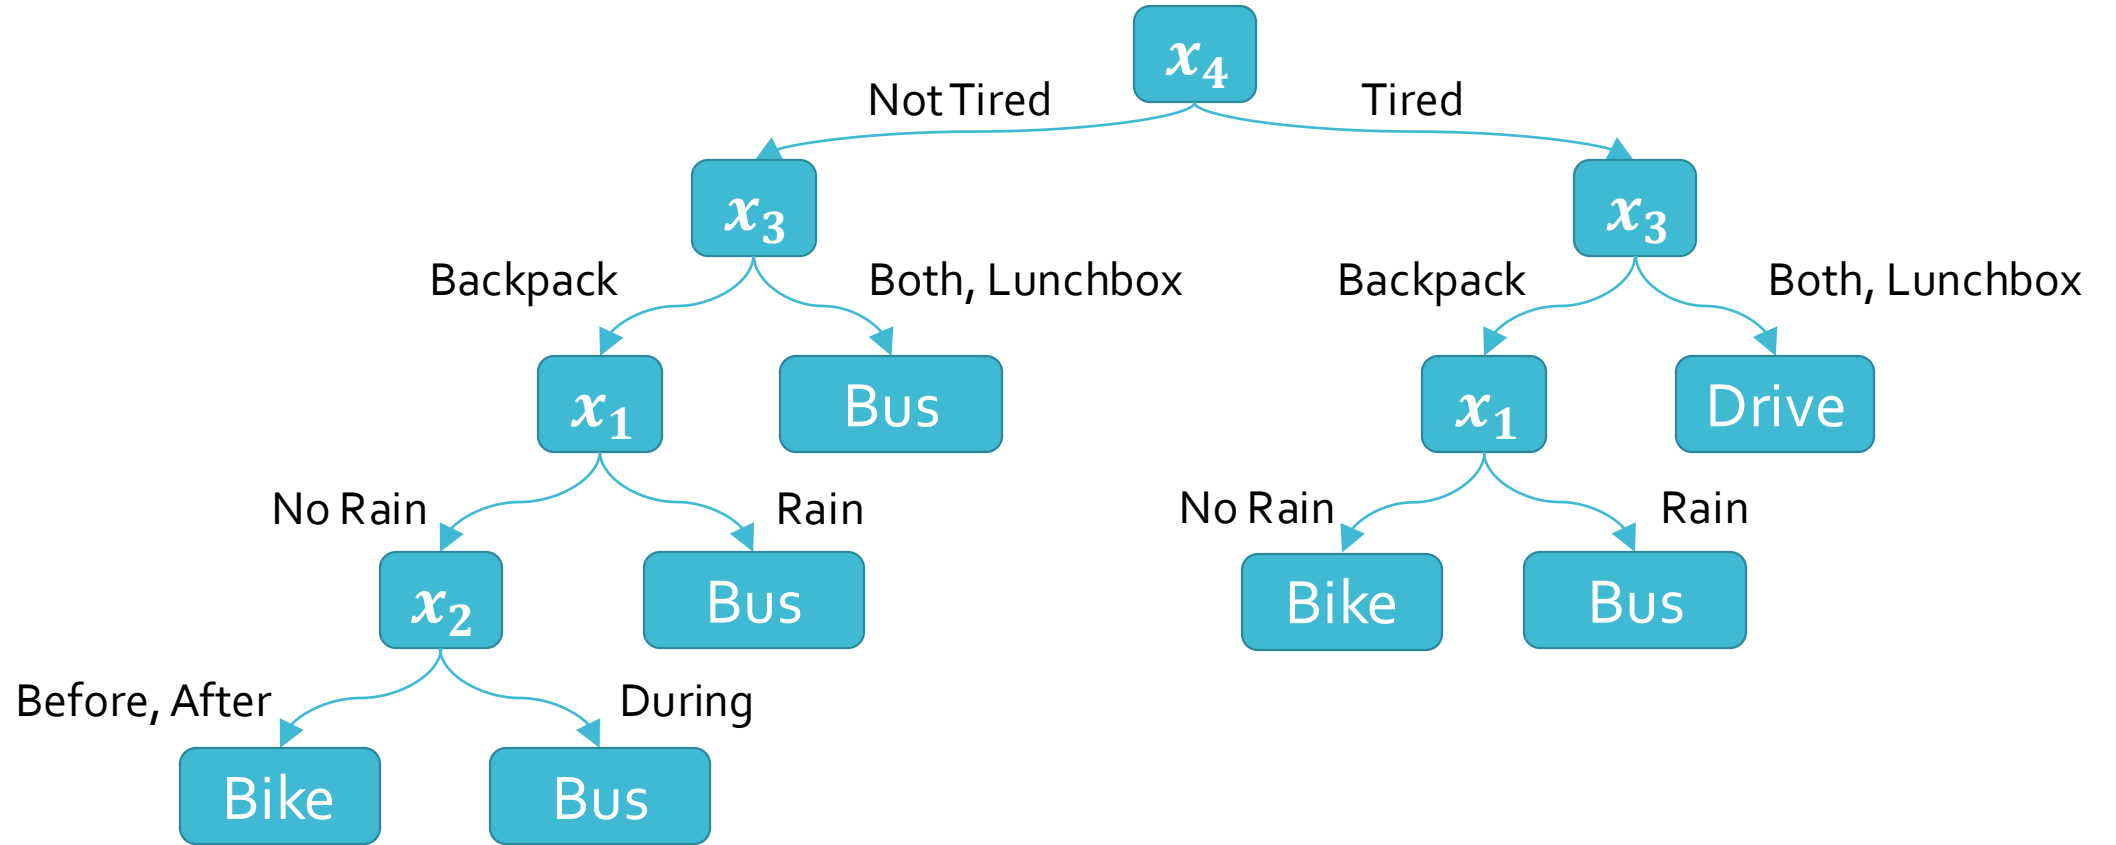 x₄
Not Tired
Tired
x₃
x₃
Backpack
Both, Lunchbox
Backpack
Both, Lunchbox
x₁
Bus
x₁
Drive
No Rain
Rain
No Rain
Rain
x₂
Bus
Bike
Bus
Before, After
During
Bike
Bus